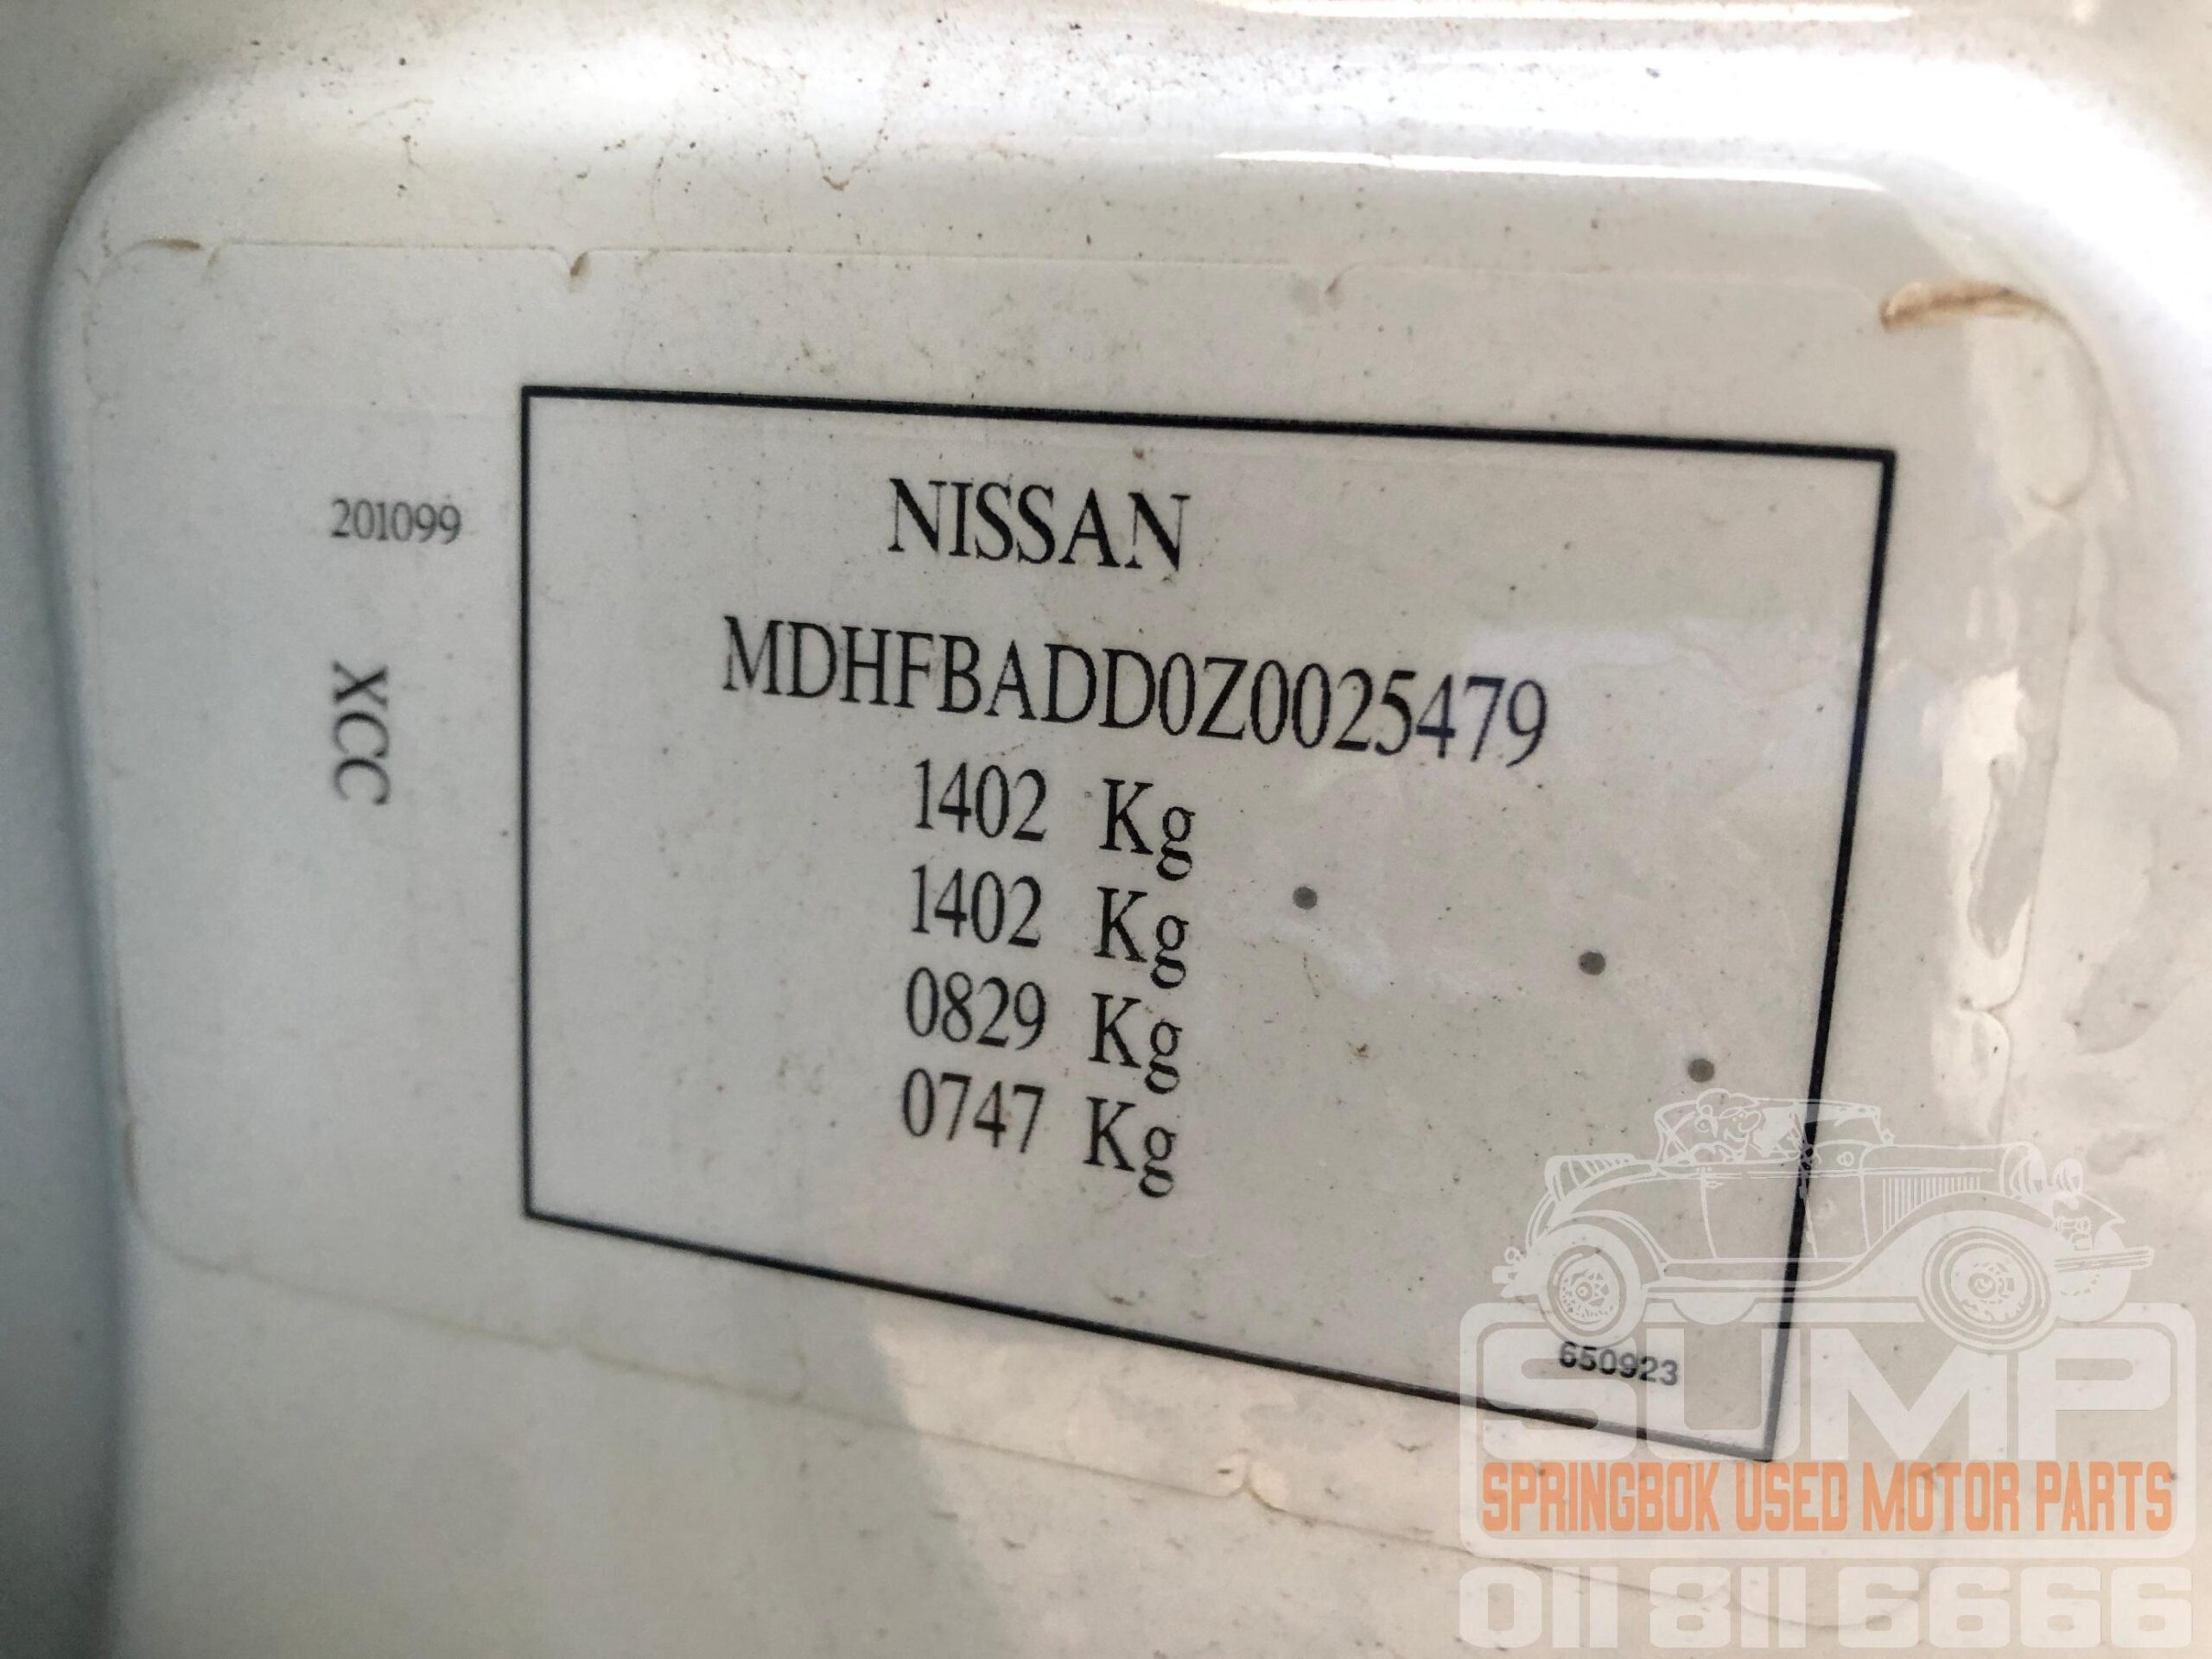 201099
XCC
NISSAN
MDHFBADD0Z0025479
1402 Kg
1402 Kg
0829 Kg
0747 Kg
650923
SUMP
SPRINGBOK USED MOTOR PARTS
011 811 6666